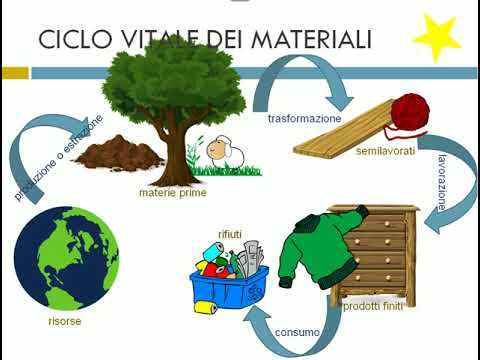 CICLO VITALE DEI MATERIALI
produzione o estrazione
materie prime
trasformazione
semilavorati
lavorazione
risorse
rifiuti
consumo
prodotti finiti